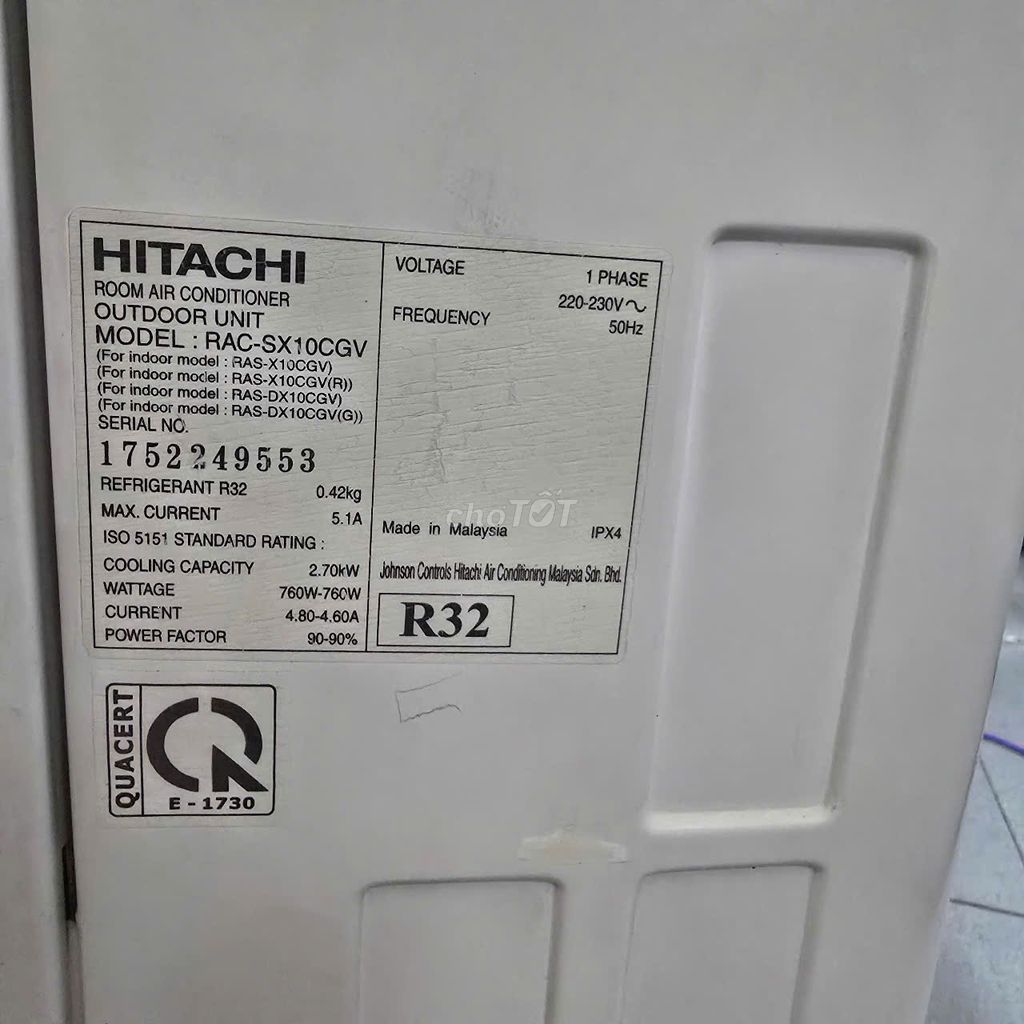 HITACHI
ROOM AIR CONDITIONER
OUTDOOR UNIT
MODEL : RAC-SX10CGV
(For indoor model : RAS-X10CGV)
(For indoor model : RAS-X10CGV(R))
(For indoor model : RAS-DX10CGV)
(For indoor model : RAS-DX10CGV(G))
SERIAL NO.
1752249553
REFRIGERANT R32 0.42kg
MAX. CURRENT 5.1A
ISO 5151 STANDARD RATING :
COOLING CAPACITY 2.70kW
WATTAGE 760W-760W
CURRENT 4.80-4.60A
POWER FACTOR 90-90%
VOLTAGE 1 PHASE
220-230V～
FREQUENCY 50Hz
choTỐT
Made in Malaysia IPX4
Johnson Controls Hitachi Air Conditioning Malaysia Sdn. Bhd.
R32
QUACERT
E - 1730